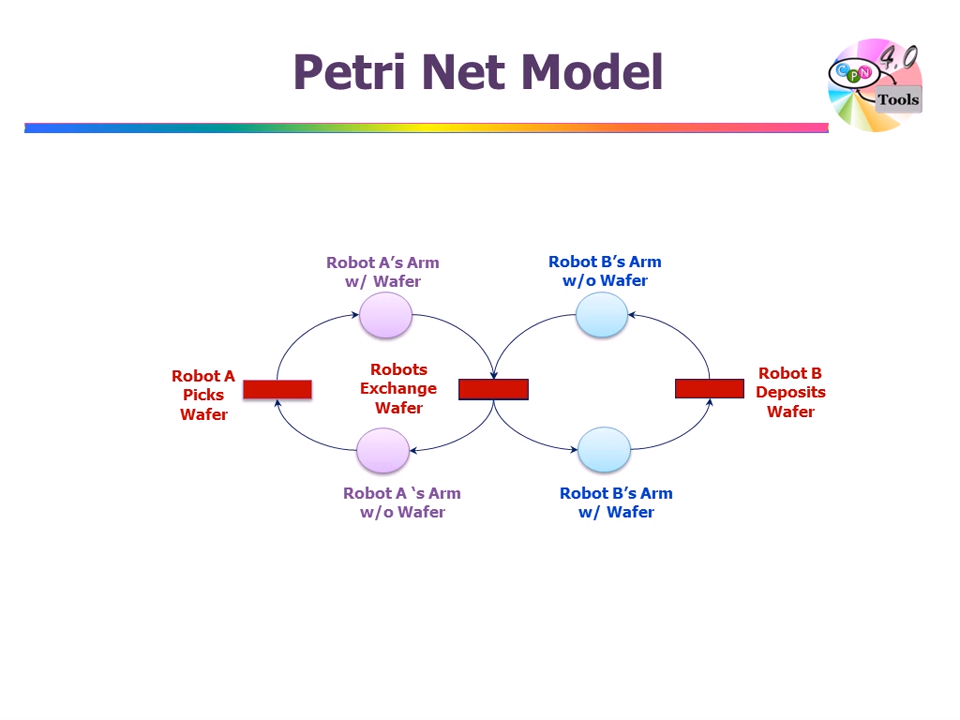 Petri Net Model
4.0
CPN
Tools
Robot A’s Arm
w/ Wafer
Robot B’s Arm
w/o Wafer
Robot A
Picks
Wafer
Robots
Exchange
Wafer
Robot B
Deposits
Wafer
Robot A ‘s Arm
w/o Wafer
Robot B’s Arm
w/ Wafer